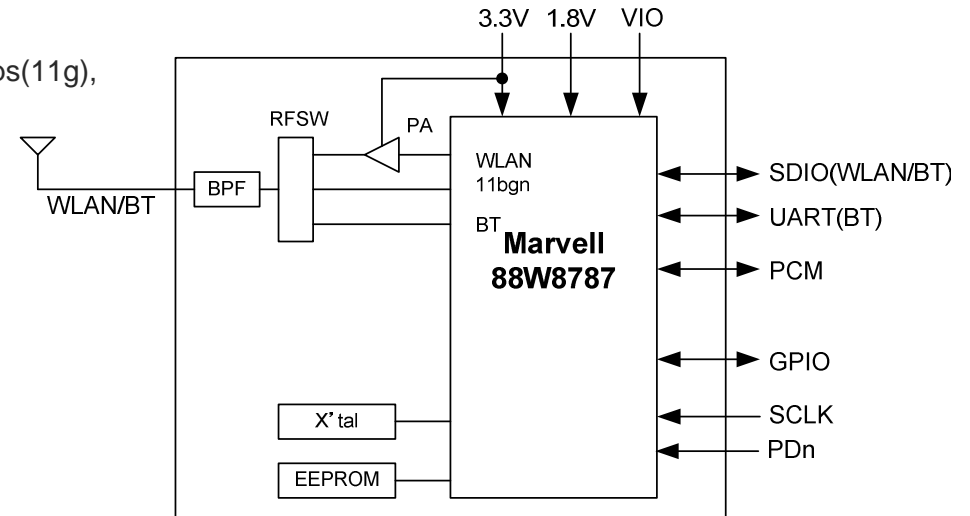 3.3V 1.8V VIO
os(11g),
RFSW
PA
WLAN
11bgn
BPF
WLAN/BT
BT
Marvell
88W8787
SDIO(WLAN/BT)
UART(BT)
PCM
GPIO
X'tal
SCLK
PDn
EEPROM